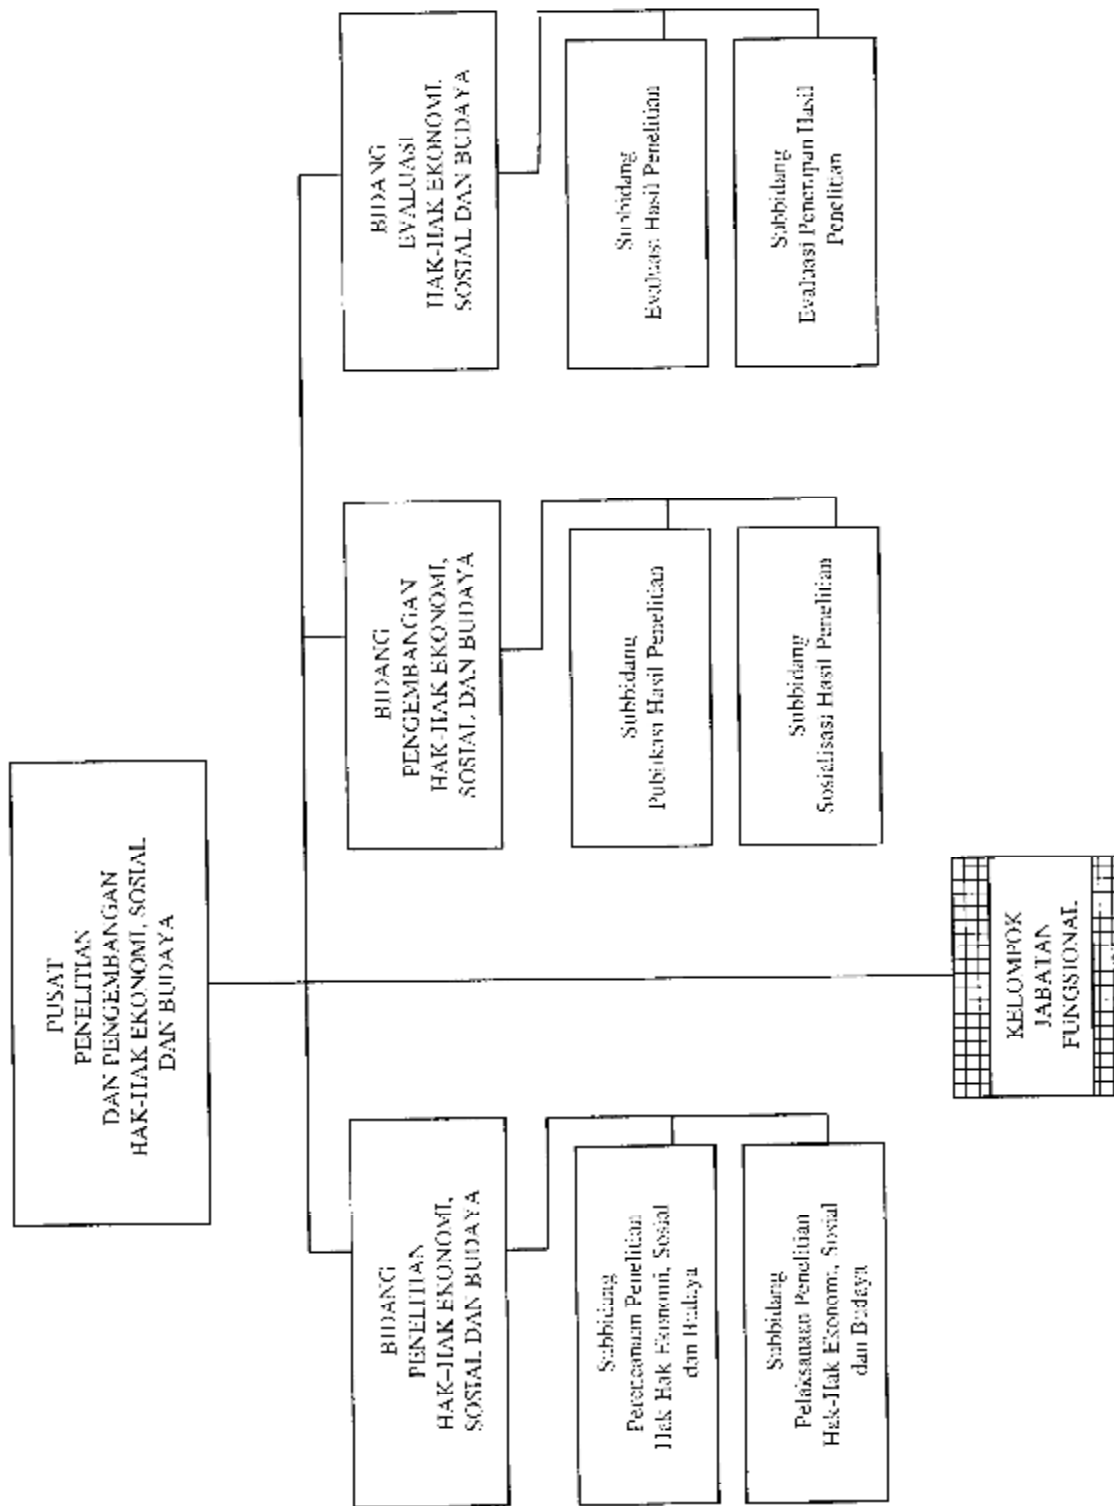 PUSAT
PENELITIAN
DAN PENGEMBANGAN
HAK-HAK EKONOMI, SOSIAL
DAN BUDAYA
BIDANG
PENELITIAN
HAK-HAK EKONOMI,
SOSIAL DAN BUDAYA
Subbidang
Perencanaan Penelitian
Hak Hak Ekonomi, Sosial
dan Budaya
Subbidang
Pelaksanaan Penelitian
Hak-Hak Ekonomi, Sosial
dan Budaya
BIDANG
PENGEMBANGAN
HAK-HAK EKONOMI,
SOSIAL DAN BUDAYA
Subbidang
Publikasi Hasil Penelitian
Subbidang
Sosialisasi Hasil Penelitian
BIDANG
EVALUASI
HAK-HAK EKONOMI,
SOSIAL DAN BUDAYA
Subbidang
Evaluasi Hasil Penelitian
Subbidang
Evaluasi Penerapan Hasil
Penelitian
KELOMPOK
JABATAN
FUNGSIONAL